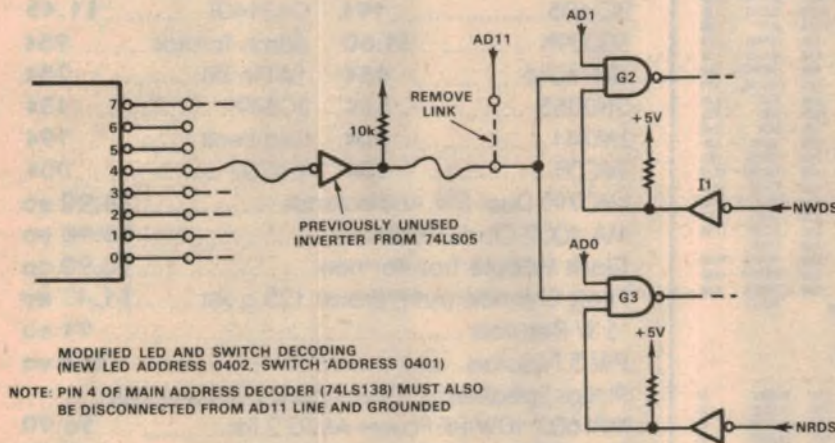 AD1
AD11
G2
7
REMOVE
LINK
6
10k
+5V
5
4
3
I1
2
NWDS
1
PREVIOUSLY UNUSED
INVERTER FROM 74LS05
0
AD0
G3
+5V
MODIFIED LED AND SWITCH DECODING
(NEW LED ADDRESS 0402, SWITCH ADDRESS 0401)
NOTE: PIN 4 OF MAIN ADDRESS DECODER (74LS138) MUST ALSO
BE DISCONNECTED FROM AD11 LINE AND GROUNDED
NRDS